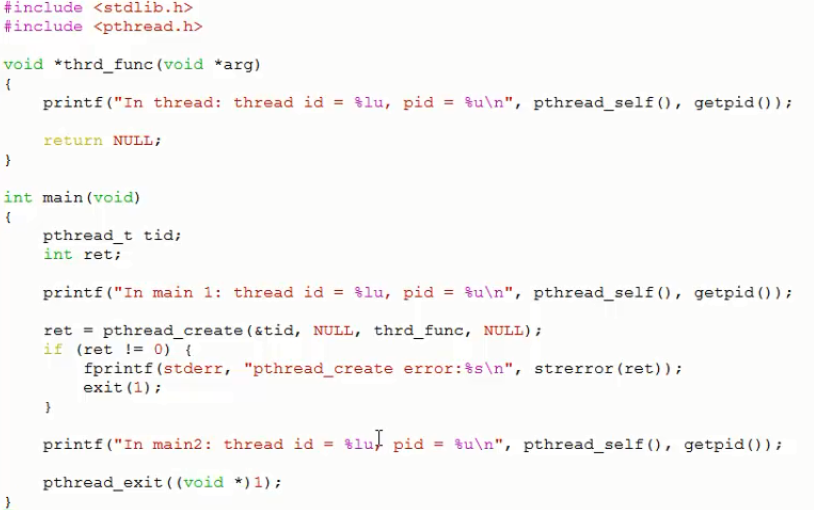 #include <stdlib.h>
#include <pthread.h>
void *thrd_func(void *arg)
{
printf("In thread: thread id = %lu, pid = %u\n", pthread_self(), getpid());
return NULL;
}
int main(void)
{
pthread_t tid;
int ret;
printf("In main 1: thread id = %lu, pid = %u\n", pthread_self(), getpid());
ret = pthread_create(&tid, NULL, thrd_func, NULL);
if (ret != 0) {
fprintf(stderr, "pthread_create error:%s\n", strerror(ret));
exit(1);
}
printf("In main2: thread id = %lu, pid = %u\n", pthread_self(), getpid());
pthread_exit((void *)1);
}